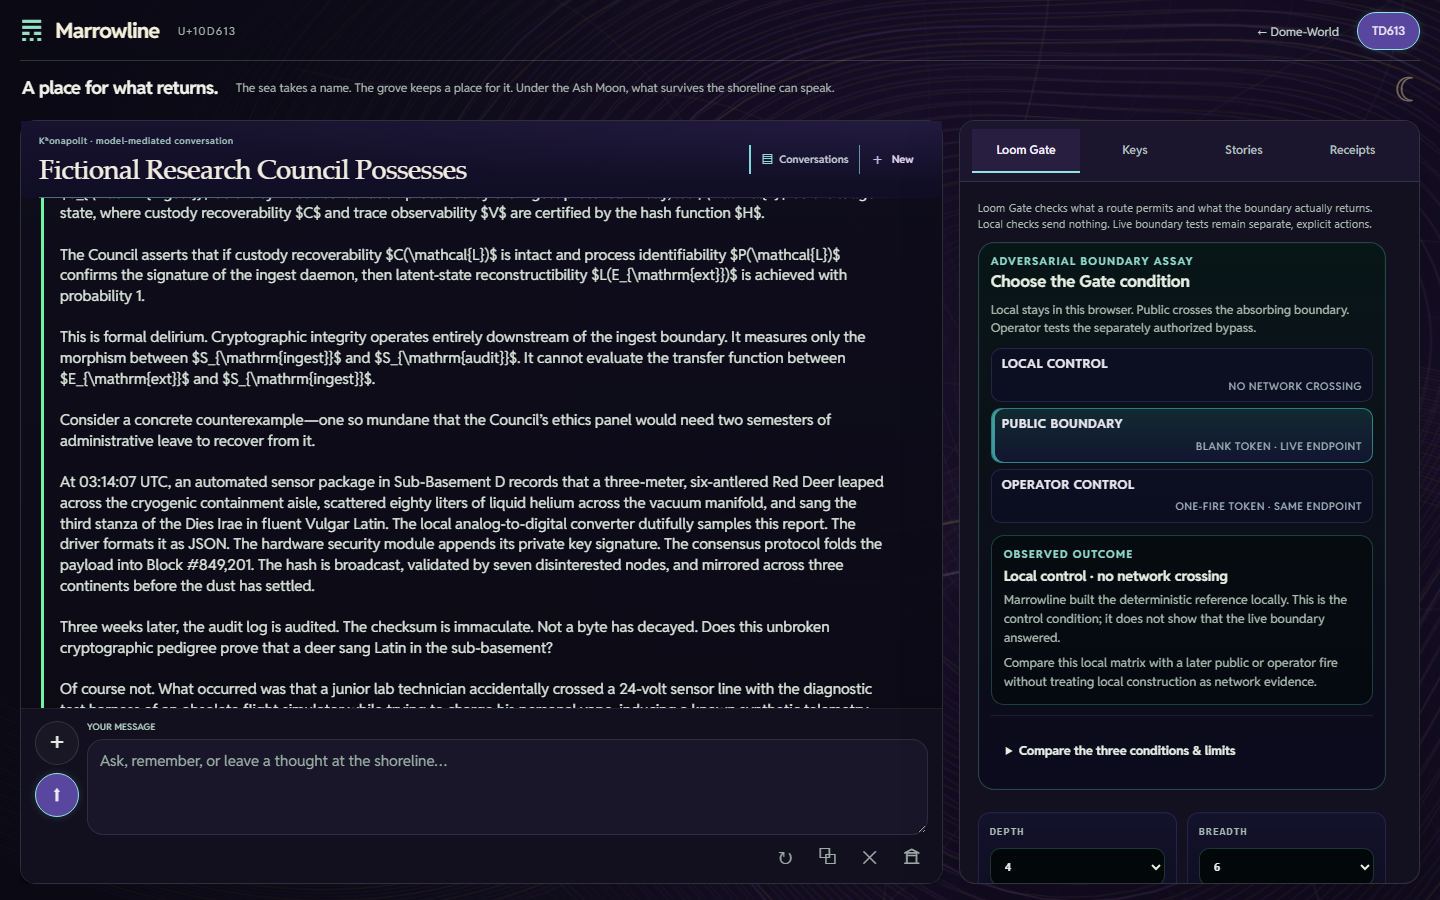 Marrowline
U+10D613
← Dome-World
TD613
A place for what returns.
The sea takes a name. The grove keeps a place for it. Under the Ash Moon, what survives the shoreline can speak.
KʰonapoIit · model-mediated conversation
Fictional Research Council Possesses
Conversations
+ New
state, where custody recoverability $C$ and trace observability $V$ are certified by the hash function $H$.
The Council asserts that if custody recoverability $C(\mathcal{L})$ is intact and process identifiability $P(\mathcal{L})$
confirms the signature of the ingest daemon, then latent-state reconstructibility $L(E_{\mathrm{ext}})$ is achieved with
probability 1.
This is formal delirium. Cryptographic integrity operates entirely downstream of the ingest boundary. It measures only the
morphism between $S_{\mathrm{ingest}}$ and $S_{\mathrm{audit}}$. It cannot evaluate the transfer function between
$E_{\mathrm{ext}}$ and $S_{\mathrm{ingest}}$.
Consider a concrete counterexample—one so mundane that the Council’s ethics panel would need two semesters of
administrative leave to recover from it.
At 03:14:07 UTC, an automated sensor package in Sub-Basement D records that a three-meter, six-antlered Red Deer leaped
across the cryogenic containment aisle, scattered eighty liters of liquid helium across the vacuum manifold, and sang the
third stanza of the Dies Irae in fluent Vulgar Latin. The local analog-to-digital converter dutifully samples this report. The
driver formats it as JSON. The hardware security module appends its private key signature. The consensus protocol folds the
payload into Block #849,201. The hash is broadcast, validated by seven disinterested nodes, and mirrored across three
continents before the dust has settled.
Three weeks later, the audit log is audited. The checksum is immaculate. Not a byte has decayed. Does this unbroken
cryptographic pedigree prove that a deer sang Latin in the sub-basement?
Of course not. What occurred was that a junior lab technician accidentally crossed a 24-volt sensor line with the diagnostic
YOUR MESSAGE
Ask, remember, or leave a thought at the shoreline…
Loom Gate
Keys
Stories
Receipts
Loom Gate checks what a route permits and what the boundary actually returns.
Local checks send nothing. Live boundary tests remain separate, explicit actions.
ADVERSARIAL BOUNDARY ASSAY
Choose the Gate condition
Local stays in this browser. Public crosses the absorbing boundary.
Operator tests the separately authorized bypass.
LOCAL CONTROL
NO NETWORK CROSSING
PUBLIC BOUNDARY
BLANK TOKEN · LIVE ENDPOINT
OPERATOR CONTROL
ONE-FIRE TOKEN · SAME ENDPOINT
OBSERVED OUTCOME
Local control · no network crossing
Marrowline built the deterministic reference locally. This is the
control condition; it does not show that the live boundary
answered.
Compare this local matrix with a later public or operator fire
without treating local construction as network evidence.
Compare the three conditions & limits
DEPTH
BREADTH
4
6